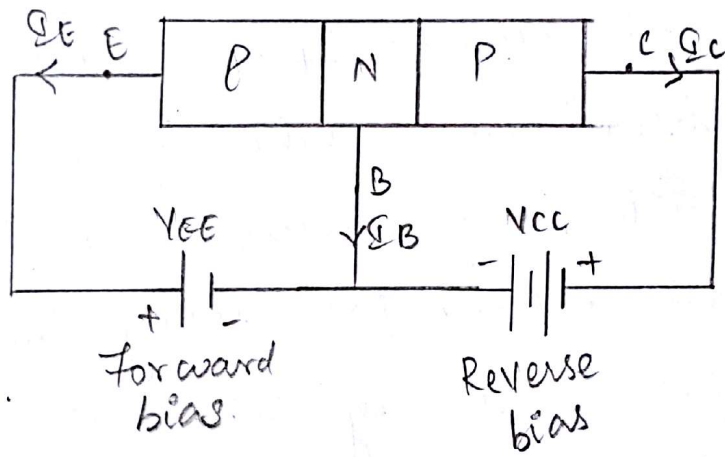 IE E P N P C IC
B
IB
VEE VCC
+ - - +
Forward
bias.
Reverse
bias